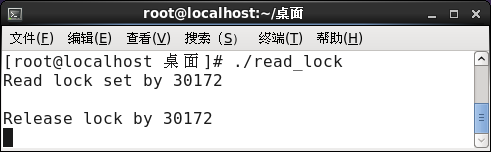 root@localhost:~/桌面
文件(F) 编辑(E) 查看(V) 搜索 (S) 终端(T) 帮助(H)
[root@localhost 桌面]# ./read_lock
Read lock set by 30172
Release lock by 30172